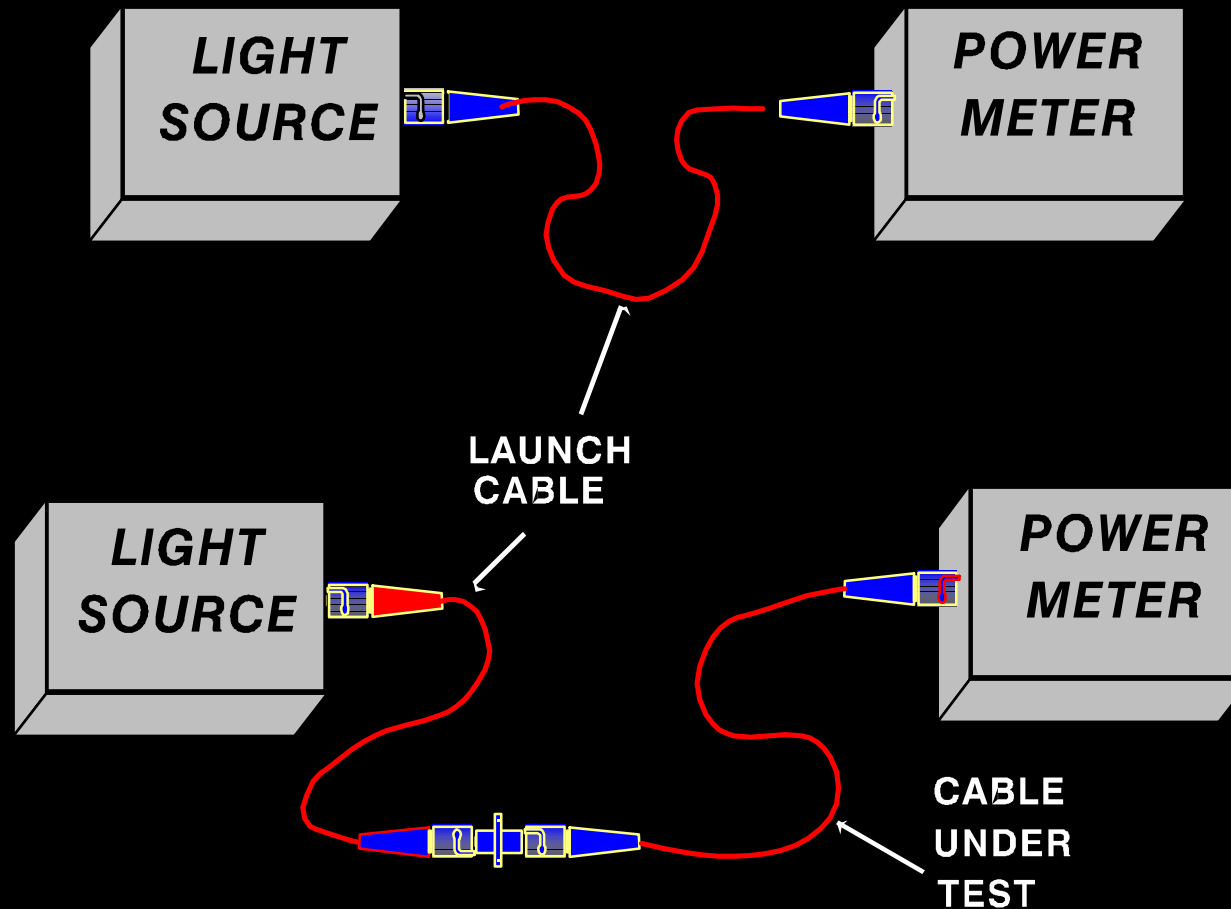 LIGHT
SOURCE
POWER
METER
LAUNCH
CABLE
LIGHT
SOURCE
POWER
METER
CABLE
UNDER
TEST